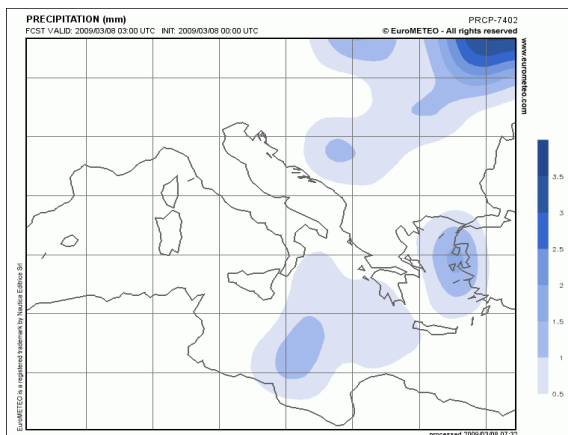 PRECIPITATION (mm)
PRCP-7402
FCST VALID: 2009/03/08 03:00 UTC INIT: 2009/03/08 00:00 UTC
© EuroMETEO - All rights reserved
www.eurometeo.com
3.5
3
2.5
2
1.5
1
0.5
EuroMETEO is a registered trademark by Nautica Editrice Srl
processed 2009/03/08 07:32